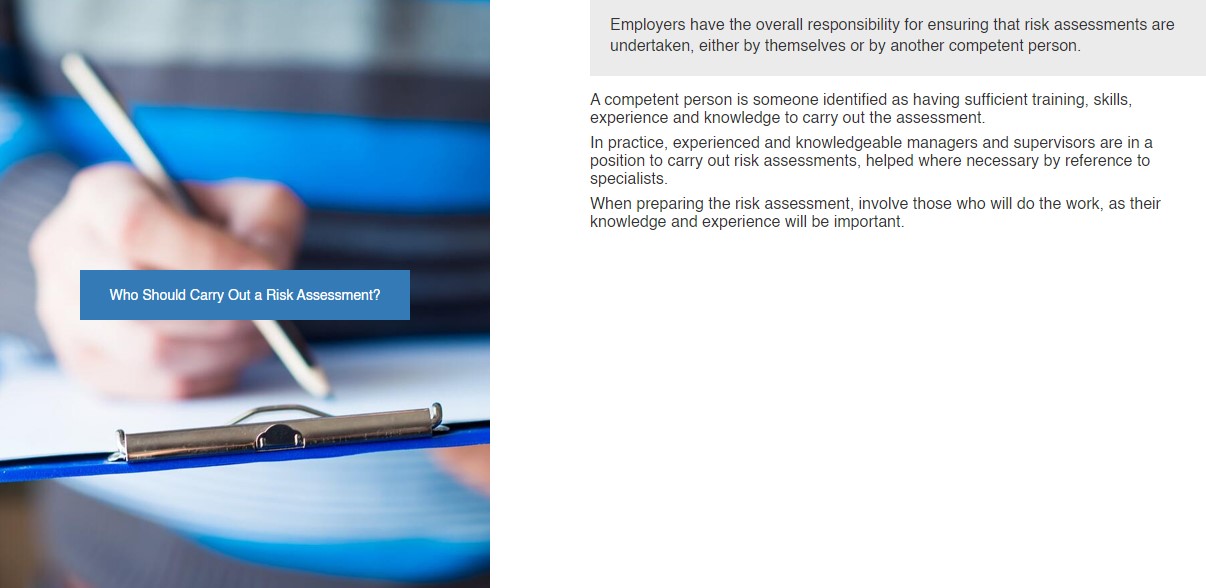 Employers have the overall responsibility for ensuring that risk assessments are
undertaken, either by themselves or by another competent person.
A competent person is someone identified as having sufficient training, skills,
experience and knowledge to carry out the assessment.
In practice, experienced and knowledgeable managers and supervisors are in a
position to carry out risk assessments, helped where necessary by reference to
specialists.
When preparing the risk assessment, involve those who will do the work, as their
knowledge and experience will be important.
Who Should Carry Out a Risk Assessment?